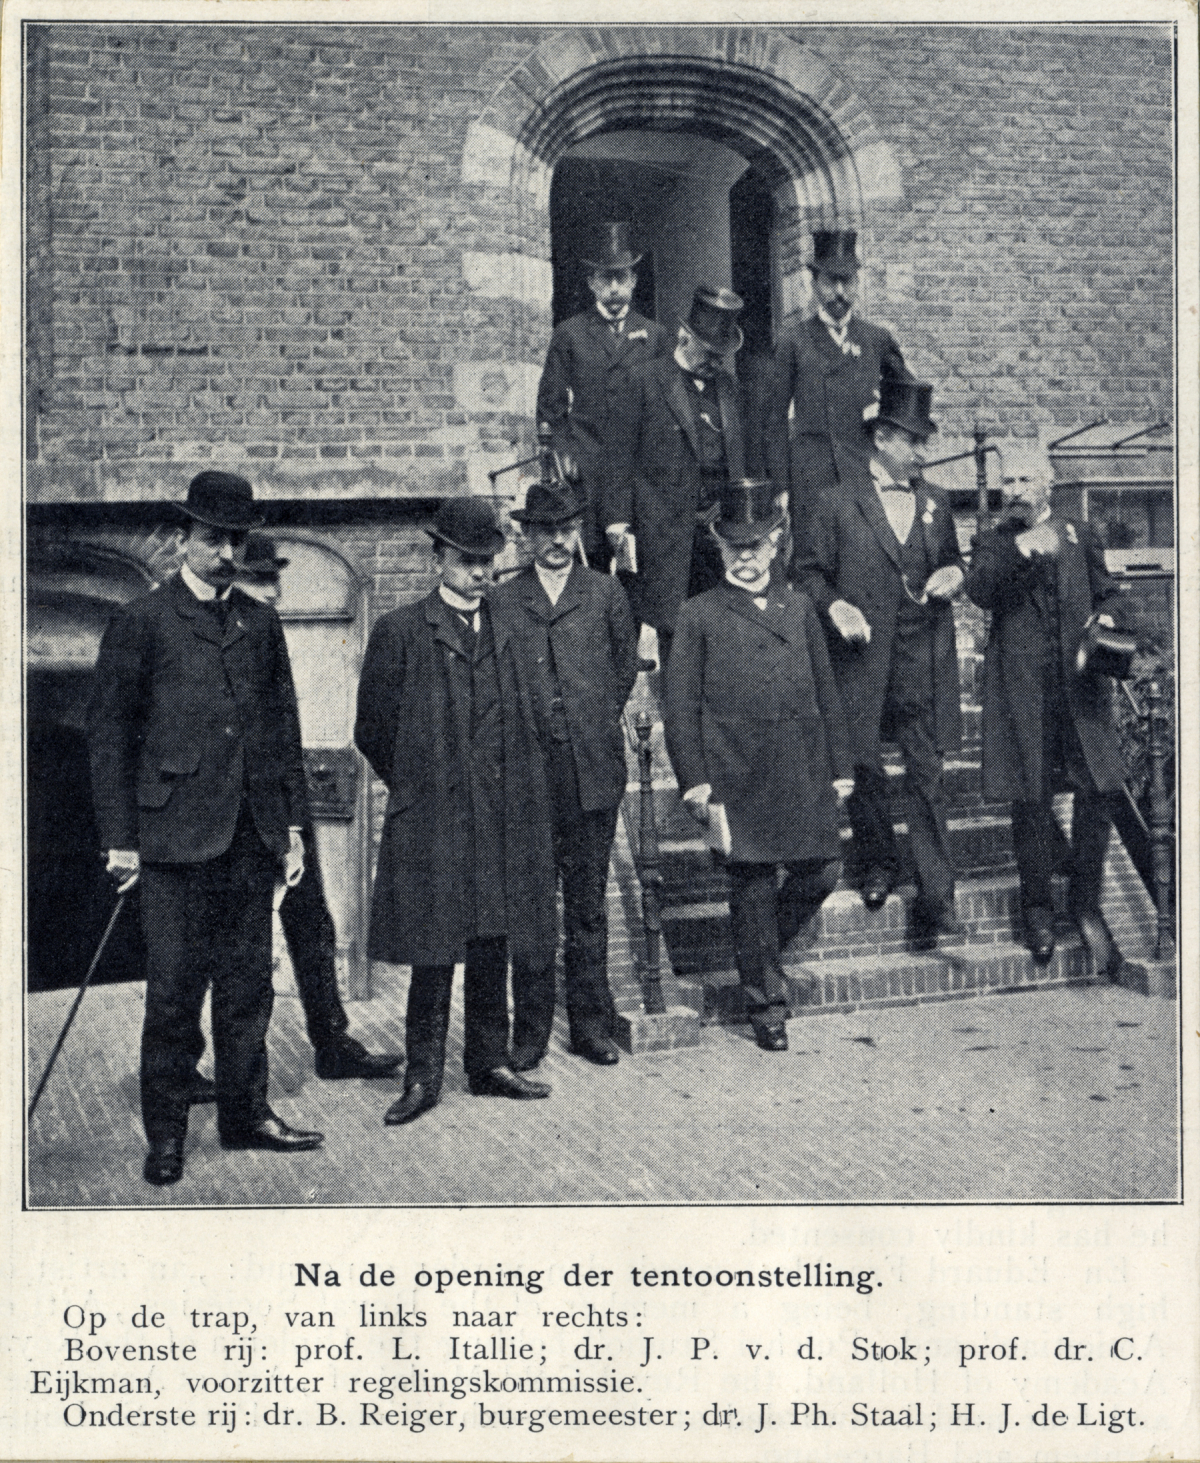 Na de opening der tentoonstelling.
Op de trap, van links naar rechts:
Bovenste rij: prof. L. Itallie; dr. J. P. v. d. Stok; prof. dr. C.
Eijkman, voorzitter regelingskommissie.
Onderste rij: dr. B. Reiger, burgemeester; dr. J. Ph. Staal; H. J. de Ligt.